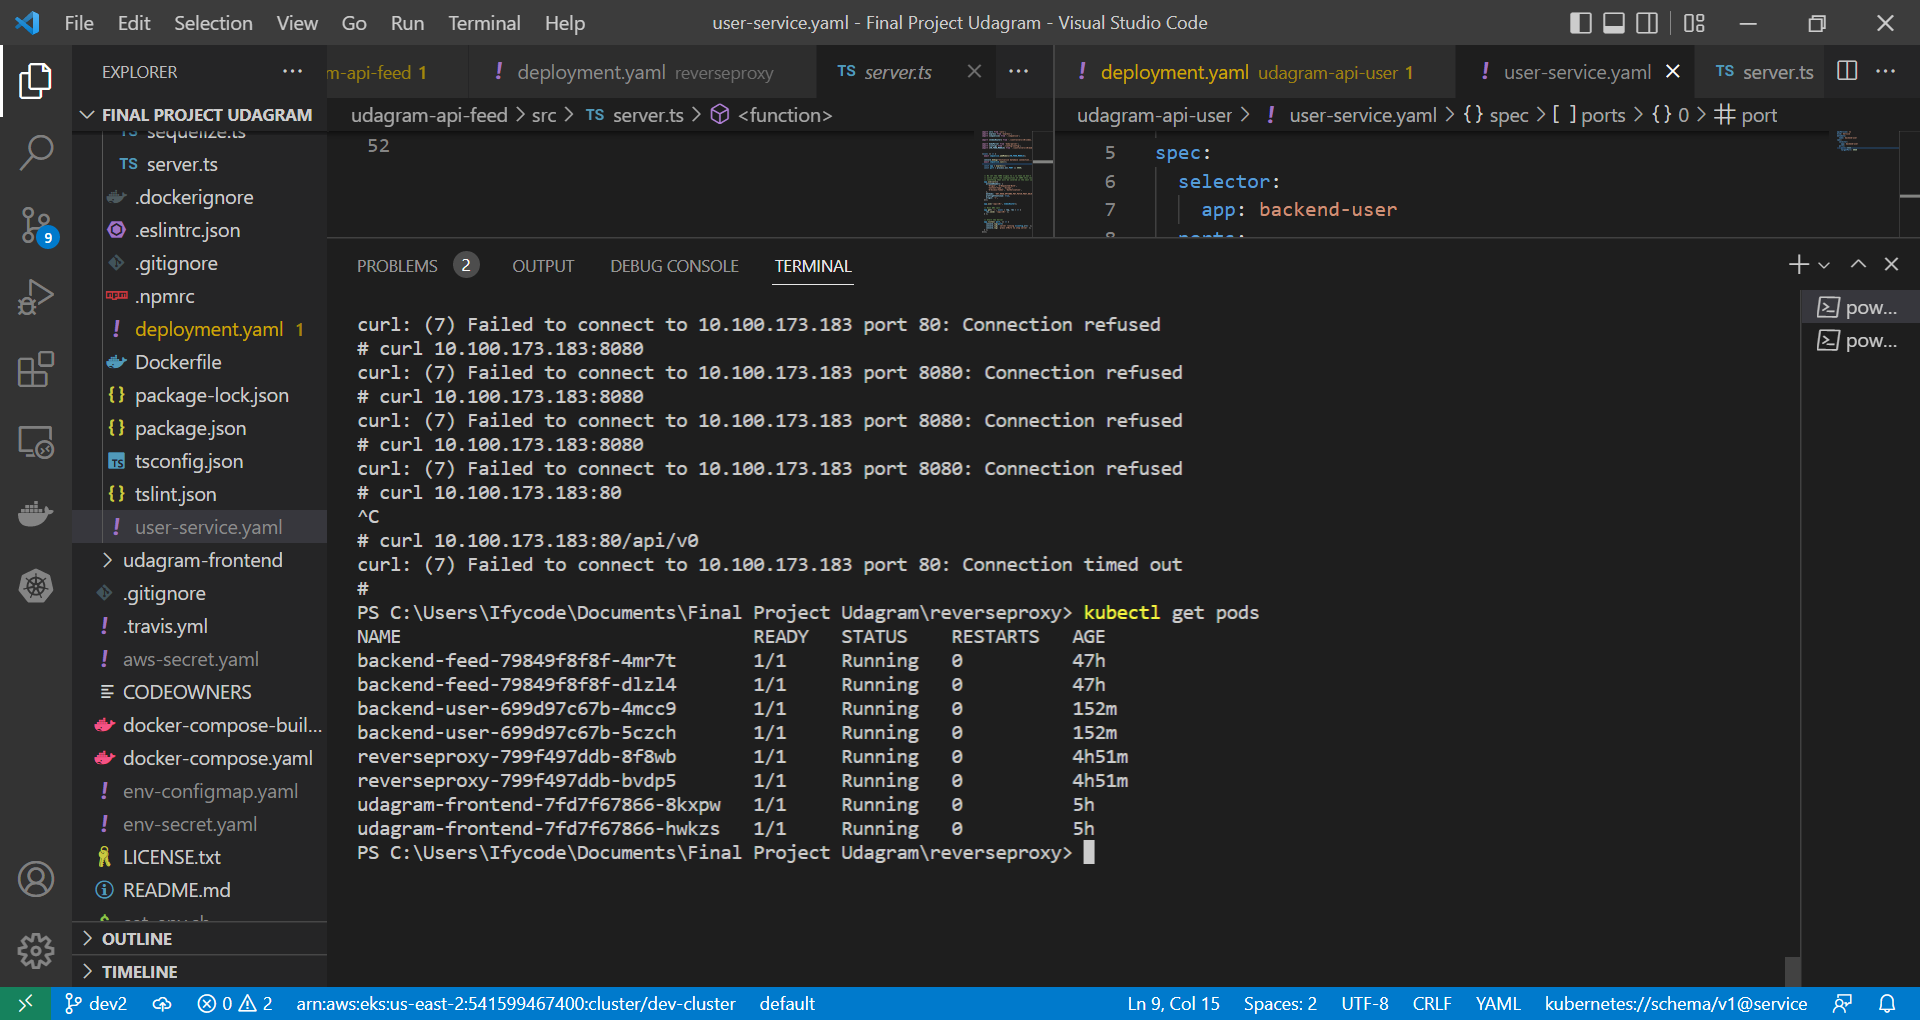 File Edit Selection View Go Run Terminal Help
user-service.yaml - Final Project Udagram - Visual Studio Code
EXPLORER
FINAL PROJECT UDAGRAM
TS sequelize.ts
TS server.ts
.dockerignore
.eslintrc.json
.gitignore
.npmrc
! deployment.yaml 1
Dockerfile
{} package-lock.json
{} package.json
TS tsconfig.json
{} tslint.json
! user-service.yaml
udagram-frontend
.gitignore
! .travis.yml
! aws-secret.yaml
CODEOWNERS
docker-compose-buil...
docker-compose.yaml
! env-configmap.yaml
! env-secret.yaml
LICENSE.txt
README.md
OUTLINE
TIMELINE
9
m-api-feed 1 ! deployment.yaml reverseproxy TS server.ts
udagram-api-feed > src > TS server.ts > <function>
52
! deployment.yaml udagram-api-user 1 ! user-service.yaml TS server.ts
udagram-api-user > ! user-service.yaml > {} spec > [ ] ports > {} 0 > # port
5 spec:
6 selector:
7 app: backend-user
8 ports:
PROBLEMS 2 OUTPUT DEBUG CONSOLE TERMINAL
curl: (7) Failed to connect to 10.100.173.183 port 80: Connection refused
# curl 10.100.173.183:8080
curl: (7) Failed to connect to 10.100.173.183 port 8080: Connection refused
# curl 10.100.173.183:8080
curl: (7) Failed to connect to 10.100.173.183 port 8080: Connection refused
# curl 10.100.173.183:8080
curl: (7) Failed to connect to 10.100.173.183 port 8080: Connection refused
# curl 10.100.173.183:80
^C
# curl 10.100.173.183:80/api/v0
curl: (7) Failed to connect to 10.100.173.183 port 80: Connection timed out
#
PS C:\Users\Ifycode\Documents\Final Project Udagram\reverseproxy> kubectl get pods
NAME READY STATUS RESTARTS AGE
backend-feed-79849f8f8f-4mr7t 1/1 Running 0 47h
backend-feed-79849f8f8f-dlzl4 1/1 Running 0 47h
backend-user-699d97c67b-4mcc9 1/1 Running 0 152m
backend-user-699d97c67b-5czch 1/1 Running 0 152m
reverseproxy-799f497ddb-8f8wb 1/1 Running 0 4h51m
reverseproxy-799f497ddb-bvdp5 1/1 Running 0 4h51m
udagram-frontend-7fd7f67866-8kxpw 1/1 Running 0 5h
udagram-frontend-7fd7f67866-hwkzs 1/1 Running 0 5h
PS C:\Users\Ifycode\Documents\Final Project Udagram\reverseproxy>
pow...
pow...
dev2 0 2 arn:aws:eks:us-east-2:541599467400:cluster/dev-cluster default
Ln 9, Col 15 Spaces: 2 UTF-8 CRLF YAML kubernetes://schema/v1@service